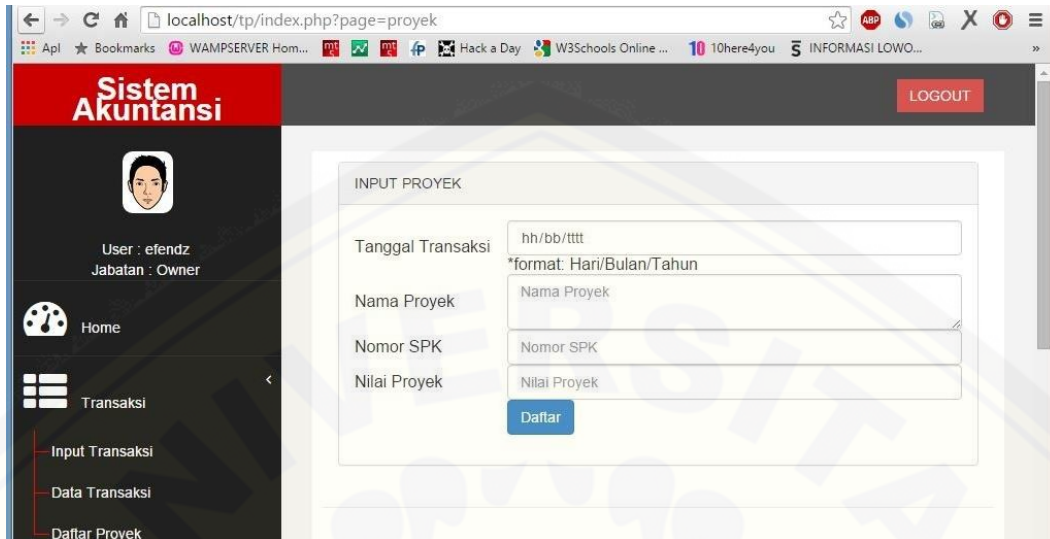 localhost/tp/index.php?page=proyek
ABP
Apl Bookmarks WAMPSERVER Hom... Hack a Day W3Schools Online ... 10here4you INFORMASI LOWO... »
Sistem
Akuntansi
LOGOUT
User : efendz
Jabatan : Owner
Home
Transaksi
Input Transaksi
Data Transaksi
Daftar Proyek
INPUT PROYEK
Tanggal Transaksi hh/bb/tttt
*format: Hari/Bulan/Tahun
Nama Proyek Nama Proyek
Nomor SPK Nomor SPK
Nilai Proyek Nilai Proyek
Daftar
NIVERSITA